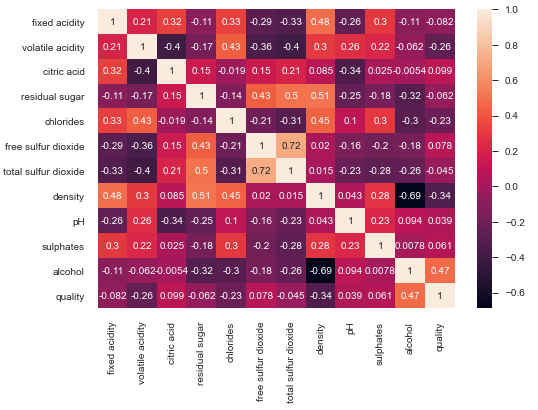 fixed acidity 1 0.21 0.32 -0.11 0.33 -0.29 -0.33 0.48 -0.26 0.3 -0.11 -0.082
volatile acidity 0.21 1 -0.4 -0.17 0.43 -0.36 -0.4 0.3 0.26 0.22 -0.062 -0.26
citric acid 0.32 -0.4 1 0.15 -0.019 0.15 0.21 0.085 -0.34 0.025 -0.0054 0.099
residual sugar -0.11 -0.17 0.15 1 -0.14 0.43 0.5 0.51 -0.25 -0.18 -0.32 -0.062
chlorides 0.33 0.43 -0.019 -0.14 1 -0.21 -0.31 0.45 0.1 0.3 -0.3 -0.23
free sulfur dioxide -0.29 -0.36 0.15 0.43 -0.21 1 0.72 0.02 -0.16 -0.2 -0.18 0.078
total sulfur dioxide -0.33 -0.4 0.21 0.5 -0.31 0.72 1 0.015 -0.23 -0.28 -0.26 -0.045
density 0.48 0.3 0.085 0.51 0.45 0.02 0.015 1 0.043 0.28 -0.69 -0.34
pH -0.26 0.26 -0.34 -0.25 0.1 -0.16 -0.23 0.043 1 0.23 0.094 0.039
sulphates 0.3 0.22 0.025 -0.18 0.3 -0.2 -0.28 0.28 0.23 1 0.0078 0.061
alcohol -0.11 -0.062 -0.0054 -0.32 -0.3 -0.18 -0.26 -0.69 0.094 0.0078 1 0.47
quality -0.082 -0.26 0.099 -0.062 -0.23 0.078 -0.045 -0.34 0.039 0.061 0.47 1
fixed acidity
volatile acidity
citric acid
residual sugar
chlorides
free sulfur dioxide
total sulfur dioxide
density
pH
sulphates
alcohol
quality
1.0
0.8
0.6
0.4
0.2
0.0
−0.2
−0.4
−0.6